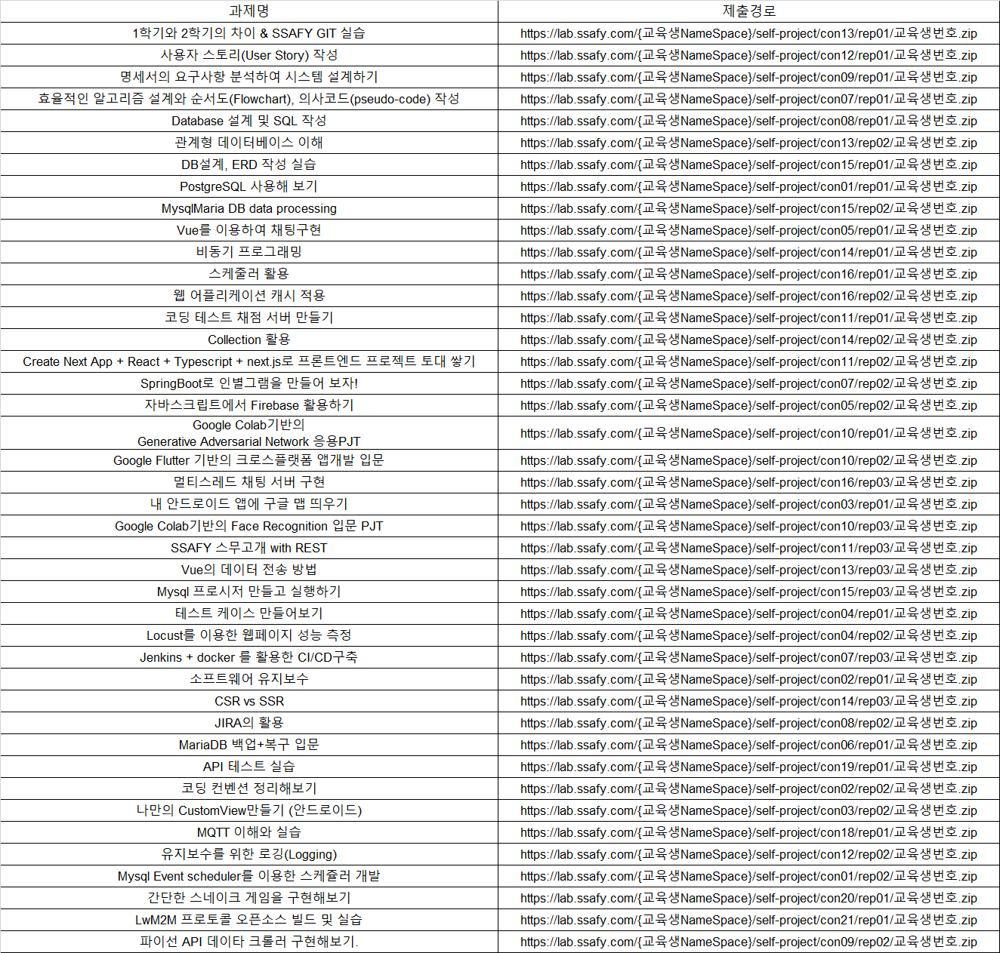 과제명 제출경로
1학기와 2학기의 차이 & SSAFY GIT 실습 https://lab.ssafy.com/{교육생NameSpace}/self-project/con13/rep01/교육생번호.zip
사용자 스토리(User Story) 작성 https://lab.ssafy.com/{교육생NameSpace}/self-project/con12/rep01/교육생번호.zip
명세서의 요구사항 분석하여 시스템 설계하기 https://lab.ssafy.com/{교육생NameSpace}/self-project/con09/rep01/교육생번호.zip
효율적인 알고리즘 설계와 순서도(Flowchart), 의사코드(pseudo-code) 작성 https://lab.ssafy.com/{교육생NameSpace}/self-project/con07/rep01/교육생번호.zip
Database 설계 및 SQL 작성 https://lab.ssafy.com/{교육생NameSpace}/self-project/con08/rep01/교육생번호.zip
관계형 데이터베이스 이해 https://lab.ssafy.com/{교육생NameSpace}/self-project/con13/rep02/교육생번호.zip
DB설계, ERD 작성 실습 https://lab.ssafy.com/{교육생NameSpace}/self-project/con15/rep01/교육생번호.zip
PostgreSQL 사용해 보기 https://lab.ssafy.com/{교육생NameSpace}/self-project/con01/rep01/교육생번호.zip
MysqlMaria DB data processing https://lab.ssafy.com/{교육생NameSpace}/self-project/con15/rep02/교육생번호.zip
Vue를 이용하여 채팅구현 https://lab.ssafy.com/{교육생NameSpace}/self-project/con05/rep01/교육생번호.zip
비동기 프로그래밍 https://lab.ssafy.com/{교육생NameSpace}/self-project/con14/rep01/교육생번호.zip
스케줄러 활용 https://lab.ssafy.com/{교육생NameSpace}/self-project/con16/rep01/교육생번호.zip
웹 어플리케이션 캐시 적용 https://lab.ssafy.com/{교육생NameSpace}/self-project/con16/rep02/교육생번호.zip
코딩 테스트 채점 서버 만들기 https://lab.ssafy.com/{교육생NameSpace}/self-project/con11/rep01/교육생번호.zip
Collection 활용 https://lab.ssafy.com/{교육생NameSpace}/self-project/con14/rep02/교육생번호.zip
Create Next App + React + Typescript + next.js로 프론트엔드 프로젝트 토대 쌓기 https://lab.ssafy.com/{교육생NameSpace}/self-project/con11/rep02/교육생번호.zip
SpringBoot로 인별그램을 만들어 보자! https://lab.ssafy.com/{교육생NameSpace}/self-project/con07/rep02/교육생번호.zip
자바스크립트에서 Firebase 활용하기 https://lab.ssafy.com/{교육생NameSpace}/self-project/con05/rep02/교육생번호.zip
Google Colab기반의
Generative Adversarial Network 응용PJT https://lab.ssafy.com/{교육생NameSpace}/self-project/con10/rep01/교육생번호.zip
Google Flutter 기반의 크로스플랫폼 앱개발 입문 https://lab.ssafy.com/{교육생NameSpace}/self-project/con10/rep02/교육생번호.zip
멀티스레드 채팅 서버 구현 https://lab.ssafy.com/{교육생NameSpace}/self-project/con16/rep03/교육생번호.zip
내 안드로이드 앱에 구글 맵 띄우기 https://lab.ssafy.com/{교육생NameSpace}/self-project/con03/rep01/교육생번호.zip
Google Colab기반의 Face Recognition 입문 PJT https://lab.ssafy.com/{교육생NameSpace}/self-project/con10/rep03/교육생번호.zip
SSAFY 스무고개 with REST https://lab.ssafy.com/{교육생NameSpace}/self-project/con11/rep03/교육생번호.zip
Vue의 데이터 전송 방법 https://lab.ssafy.com/{교육생NameSpace}/self-project/con13/rep03/교육생번호.zip
Mysql 프로시저 만들고 실행하기 https://lab.ssafy.com/{교육생NameSpace}/self-project/con15/rep03/교육생번호.zip
테스트 케이스 만들어보기 https://lab.ssafy.com/{교육생NameSpace}/self-project/con04/rep01/교육생번호.zip
Locust를 이용한 웹페이지 성능 측정 https://lab.ssafy.com/{교육생NameSpace}/self-project/con04/rep02/교육생번호.zip
Jenkins + docker 를 활용한 CI/CD구축 https://lab.ssafy.com/{교육생NameSpace}/self-project/con07/rep03/교육생번호.zip
소프트웨어 유지보수 https://lab.ssafy.com/{교육생NameSpace}/self-project/con02/rep01/교육생번호.zip
CSR vs SSR https://lab.ssafy.com/{교육생NameSpace}/self-project/con14/rep03/교육생번호.zip
JIRA의 활용 https://lab.ssafy.com/{교육생NameSpace}/self-project/con08/rep02/교육생번호.zip
MariaDB 백업+복구 입문 https://lab.ssafy.com/{교육생NameSpace}/self-project/con06/rep01/교육생번호.zip
API 테스트 실습 https://lab.ssafy.com/{교육생NameSpace}/self-project/con19/rep01/교육생번호.zip
코딩 컨벤션 정리해보기 https://lab.ssafy.com/{교육생NameSpace}/self-project/con02/rep02/교육생번호.zip
나만의 CustomView만들기 (안드로이드) https://lab.ssafy.com/{교육생NameSpace}/self-project/con03/rep02/교육생번호.zip
MQTT 이해와 실습 https://lab.ssafy.com/{교육생NameSpace}/self-project/con18/rep01/교육생번호.zip
유지보수를 위한 로깅(Logging) https://lab.ssafy.com/{교육생NameSpace}/self-project/con12/rep02/교육생번호.zip
Mysql Event scheduler를 이용한 스케쥴러 개발 https://lab.ssafy.com/{교육생NameSpace}/self-project/con01/rep02/교육생번호.zip
간단한 스네이크 게임을 구현해보기 https://lab.ssafy.com/{교육생NameSpace}/self-project/con20/rep01/교육생번호.zip
LwM2M 프로토콜 오픈소스 빌드 및 실습 https://lab.ssafy.com/{교육생NameSpace}/self-project/con21/rep01/교육생번호.zip
파이선 API 데이타 크롤러 구현해보기. https://lab.ssafy.com/{교육생NameSpace}/self-project/con09/rep02/교육생번호.zip